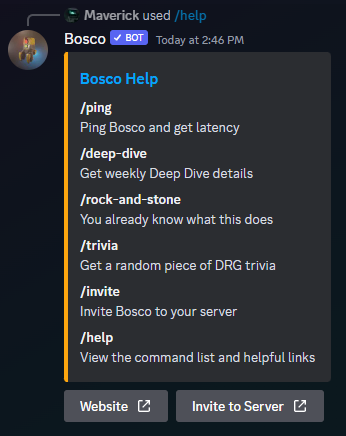 Maverick used /help
Bosco ✓ BOT Today at 2:46 PM
Bosco Help
/ping
Ping Bosco and get latency
/deep-dive
Get weekly Deep Dive details
/rock-and-stone
You already know what this does
/trivia
Get a random piece of DRG trivia
/invite
Invite Bosco to your server
/help
View the command list and helpful links
Website
Invite to Server